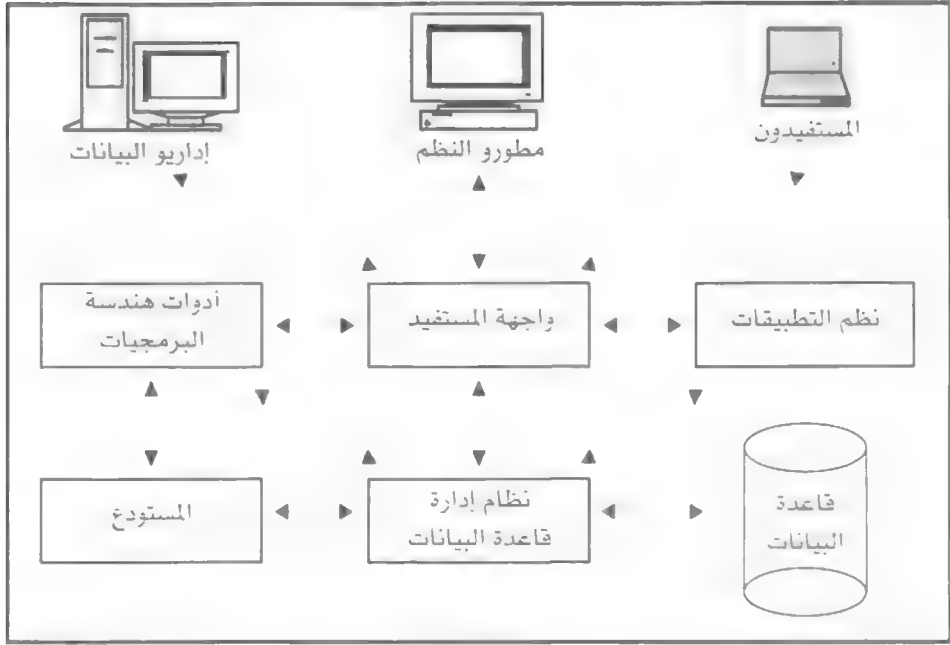 المستفيدون
مطورو النظم
إداريو البيانات
نظم التطبيقات
واجهة المستفيد
أدوات هندسة
البرمجيات
قاعدة
البيانات
نظام إدارة
قاعدة البيانات
المستودع